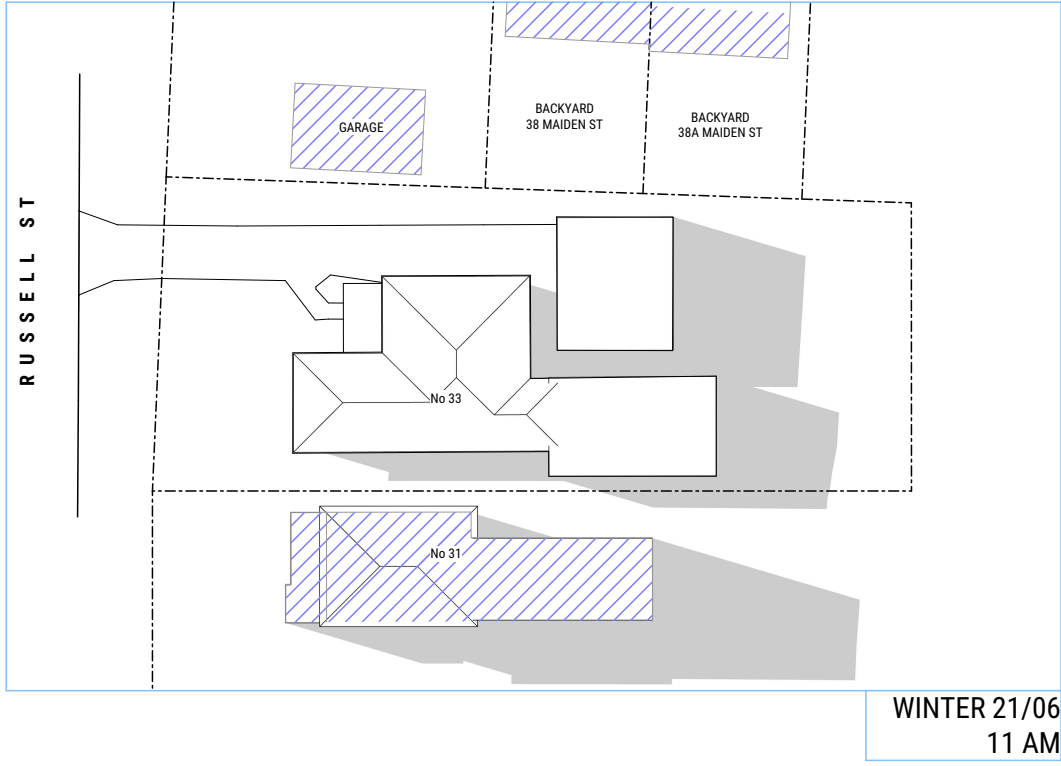 BACKYARD
38 MAIDEN ST
BACKYARD
38A MAIDEN ST
GARAGE
RUSSELL ST
No 33
No 31
WINTER 21/06
11 AM